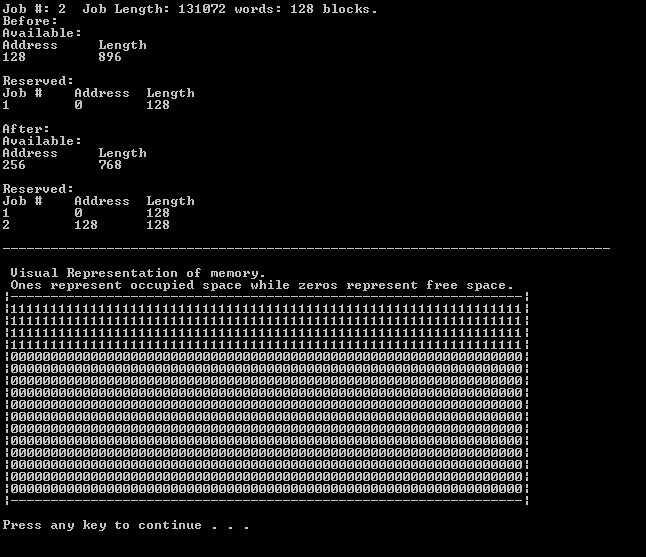 Job #: 2  Job Length: 131072 words: 128 blocks.
Before:
Available:
Address     Length
128         896
Reserved:
Job #    Address  Length
1        0        128
After:
Available:
Address     Length
256         768
Reserved:
Job #    Address  Length
1        0        128
2        128      128
----------------------------------------------------------------------------
Visual Representation of memory.
Ones represent occupied space while zeros represent free space.
¦----------------------------------------------------------------¦
¦1111111111111111111111111111111111111111111111111111111111111111¦
¦1111111111111111111111111111111111111111111111111111111111111111¦
¦1111111111111111111111111111111111111111111111111111111111111111¦
¦1111111111111111111111111111111111111111111111111111111111111111¦
¦0000000000000000000000000000000000000000000000000000000000000000¦
¦0000000000000000000000000000000000000000000000000000000000000000¦
¦0000000000000000000000000000000000000000000000000000000000000000¦
¦0000000000000000000000000000000000000000000000000000000000000000¦
¦0000000000000000000000000000000000000000000000000000000000000000¦
¦0000000000000000000000000000000000000000000000000000000000000000¦
¦0000000000000000000000000000000000000000000000000000000000000000¦
¦0000000000000000000000000000000000000000000000000000000000000000¦
¦0000000000000000000000000000000000000000000000000000000000000000¦
¦0000000000000000000000000000000000000000000000000000000000000000¦
¦0000000000000000000000000000000000000000000000000000000000000000¦
¦0000000000000000000000000000000000000000000000000000000000000000¦
¦----------------------------------------------------------------¦
Press any key to continue . . .